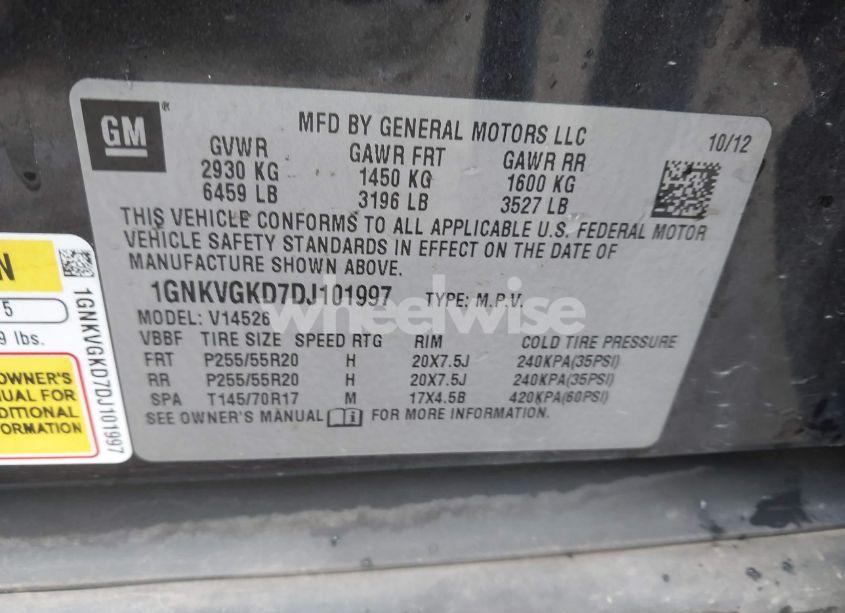 GM
MFD BY GENERAL MOTORS LLC
10/12
GVWR GAWR FRT GAWR RR
2930 KG 1450 KG 1600 KG
6459 LB 3196 LB 3527 LB
THIS VEHICLE CONFORMS TO ALL APPLICABLE U.S. FEDERAL MOTOR
VEHICLE SAFETY STANDARDS IN EFFECT ON THE DATE OF
MANUFACTURE SHOWN ABOVE.
1GNKVGKD7DJ101997 TYPE: M.P.V.
MODEL: V14526
VBBF TIRE SIZE SPEED RTG RIM COLD TIRE PRESSURE
FRT P255/55R20 H 20X7.5J 240KPA(35PSI)
RR P255/55R20 H 20X7.5J 240KPA(35PSI)
SPA T145/70R17 M 17X4.5B 420KPA(60PSI)
SEE OWNER'S MANUAL FOR MORE INFORMATION.
wheelwise
N
5
9 lbs.
OWNER'S
UAL FOR
DITIONAL
FORMATION
1GNKVGKD7DJ101997